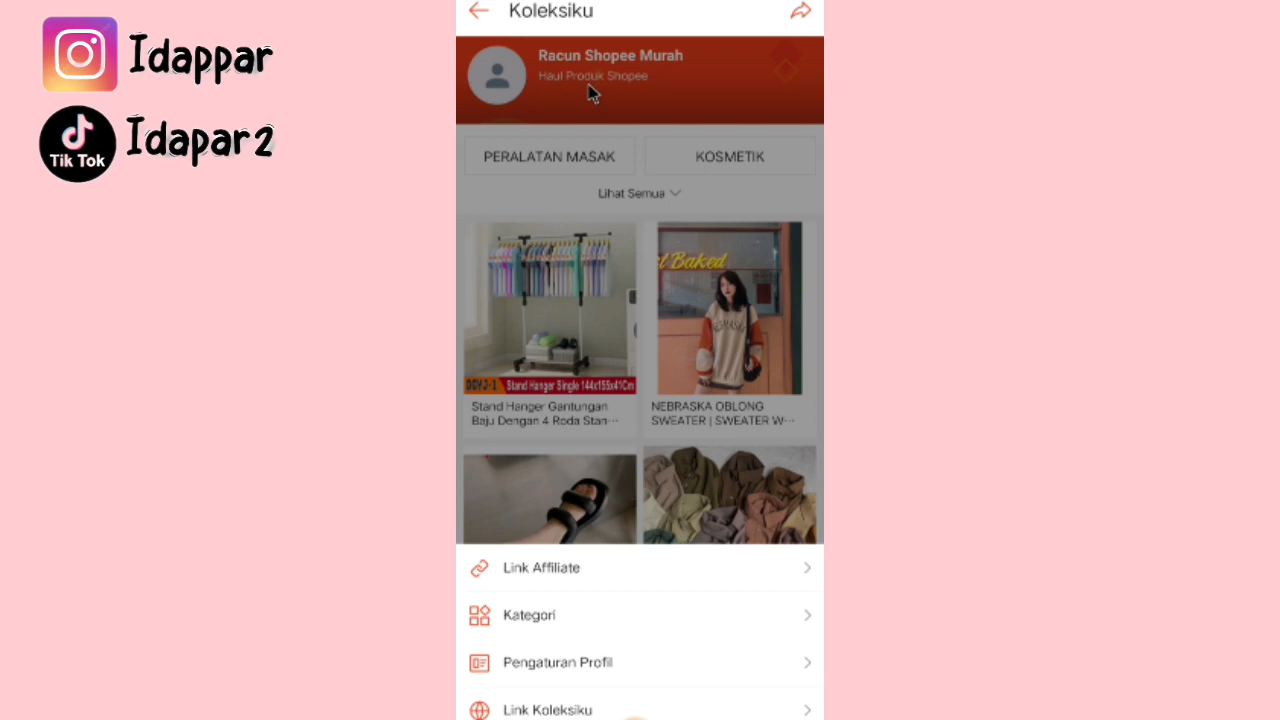 Idappar
Tik Tok
Idapar2
Koleksiku
Racun Shopee Murah
Haul Produk Shopee
PERALATAN MASAK
KOSMETIK
Lihat Semua
Baked
NEBRASKA
Stand Hanger Single 144x155x41Cm
Stand Hanger Gantungan
Baju Dengan 4 Roda Stan...
NEBRASKA OBLONG
SWEATER | SWEATER W...
Link Affiliate
Kategori
Pengaturan Profil
Link Koleksiku